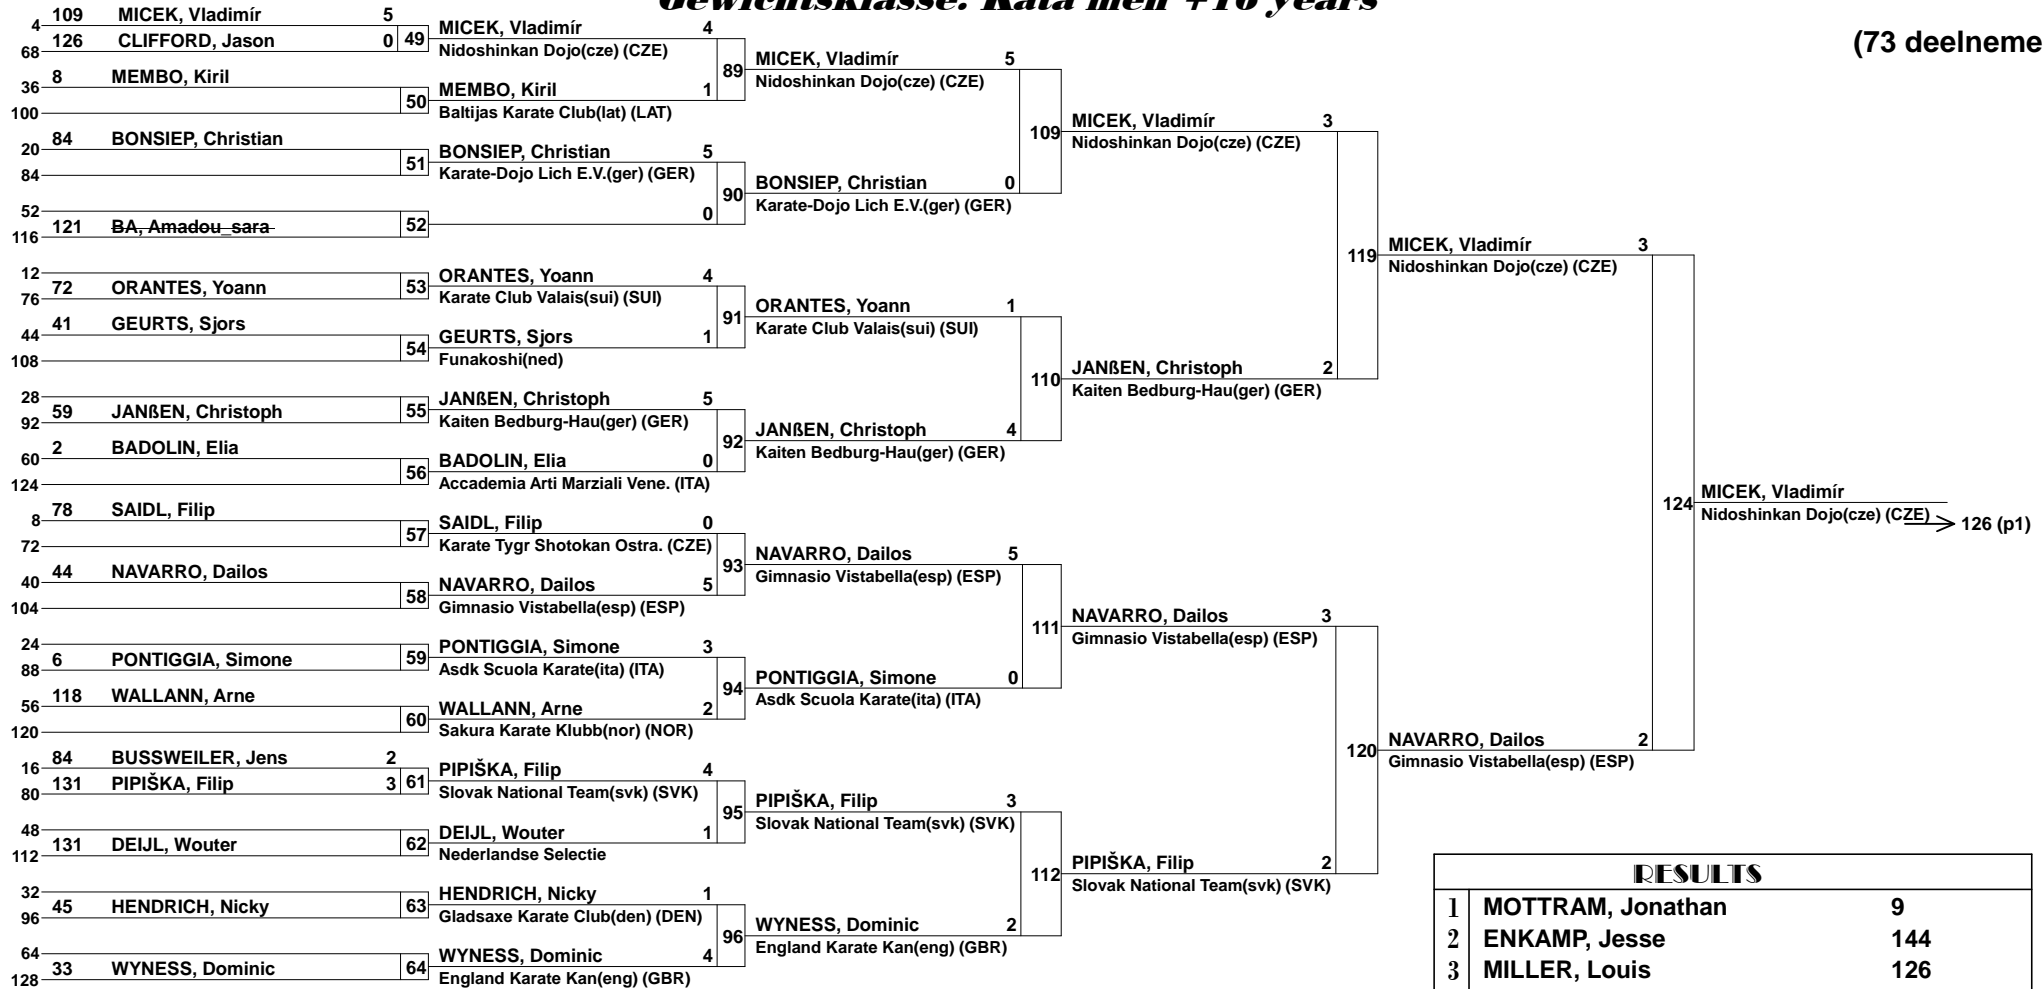 Gewichtsklasse: Kata men +16 years
(73 deelneme
109 MICEK, Vladimír 5
4
126 CLIFFORD, Jason 0 49
68
8 MEMBO, Kiril
36
50
100
84 BONSIEP, Christian
20
51
84
52
121 BA, Amadou_sara 52
116
12
72 ORANTES, Yoann 53
76
41 GEURTS, Sjors
44
54
108
28
59 JANßEN, Christoph 55
92
2 BADOLIN, Elia
60
56
124
78 SAIDL, Filip
8
57
72
44 NAVARRO, Dailos
40
58
104
24
6 PONTIGGIA, Simone 59
88
118 WALLANN, Arne
56
60
120
84 BUSSWEILER, Jens 2
16
131 PIPIŠKA, Filip 3 61
80
48
131 DEIJL, Wouter 62
112
32
45 HENDRICH, Nicky 63
96
64
33 WYNESS, Dominic 64
128
MICEK, Vladimír 4
Nidoshinkan Dojo(cze) (CZE)
89
MEMBO, Kiril 1
Baltijas Karate Club(lat) (LAT)
BONSIEP, Christian 5
Karate-Dojo Lich E.V.(ger) (GER)
90
0
ORANTES, Yoann 4
Karate Club Valais(sui) (SUI)
91
GEURTS, Sjors 1
Funakoshi(ned)
JANßEN, Christoph 5
Kaiten Bedburg-Hau(ger) (GER)
92
BADOLIN, Elia 0
Accademia Arti Marziali Vene. (ITA)
SAIDL, Filip 0
Karate Tygr Shotokan Ostra. (CZE)
93
NAVARRO, Dailos 5
Gimnasio Vistabella(esp) (ESP)
PONTIGGIA, Simone 3
Asdk Scuola Karate(ita) (ITA)
94
WALLANN, Arne 2
Sakura Karate Klubb(nor) (NOR)
PIPIŠKA, Filip 4
Slovak National Team(svk) (SVK)
95
DEIJL, Wouter 1
Nederlandse Selectie
HENDRICH, Nicky 1
Gladsaxe Karate Club(den) (DEN)
96
WYNESS, Dominic 4
England Karate Kan(eng) (GBR)
MICEK, Vladimír 5
Nidoshinkan Dojo(cze) (CZE)
109
BONSIEP, Christian 0
Karate-Dojo Lich E.V.(ger) (GER)
ORANTES, Yoann 1
Karate Club Valais(sui) (SUI)
110
JANßEN, Christoph 4
Kaiten Bedburg-Hau(ger) (GER)
NAVARRO, Dailos 5
Gimnasio Vistabella(esp) (ESP)
111
PONTIGGIA, Simone 0
Asdk Scuola Karate(ita) (ITA)
PIPIŠKA, Filip 3
Slovak National Team(svk) (SVK)
112
WYNESS, Dominic 2
England Karate Kan(eng) (GBR)
MICEK, Vladimír 3
Nidoshinkan Dojo(cze) (CZE)
119
JANßEN, Christoph 2
Kaiten Bedburg-Hau(ger) (GER)
NAVARRO, Dailos 3
Gimnasio Vistabella(esp) (ESP)
120
PIPIŠKA, Filip 2
Slovak National Team(svk) (SVK)
MICEK, Vladimír 3
Nidoshinkan Dojo(cze) (CZE)
124
NAVARRO, Dailos 2
Gimnasio Vistabella(esp) (ESP)
MICEK, Vladimír
Nidoshinkan Dojo(cze) (CZE)
126 (p1)
RESULTS
1 MOTTRAM, Jonathan 9
2 ENKAMP, Jesse 144
3 MILLER, Louis 126